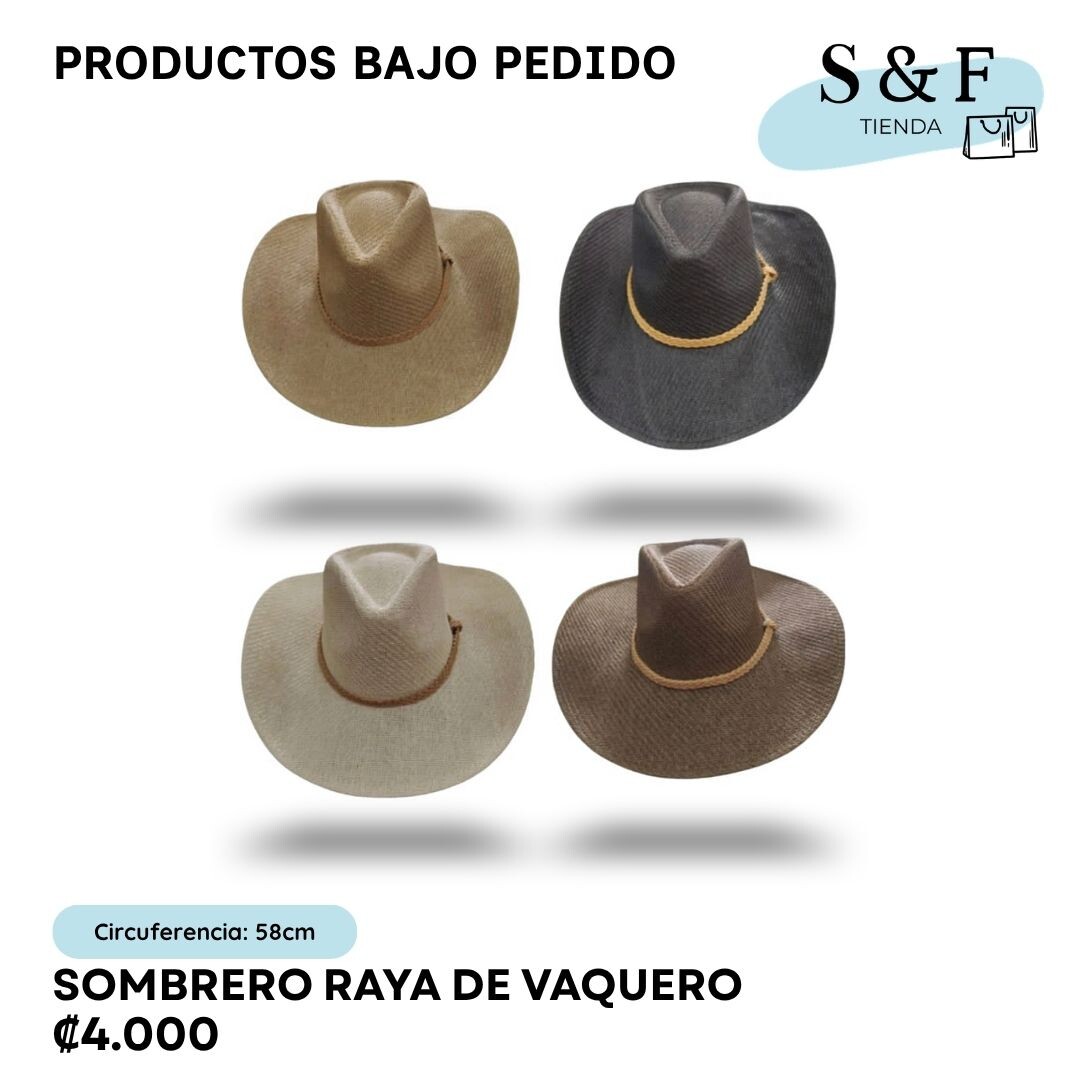 PRODUCTOS BAJO PEDIDO
S & F
TIENDA
Circuferencia: 58cm
SOMBRERO RAYA DE VAQUERO
₡4.000